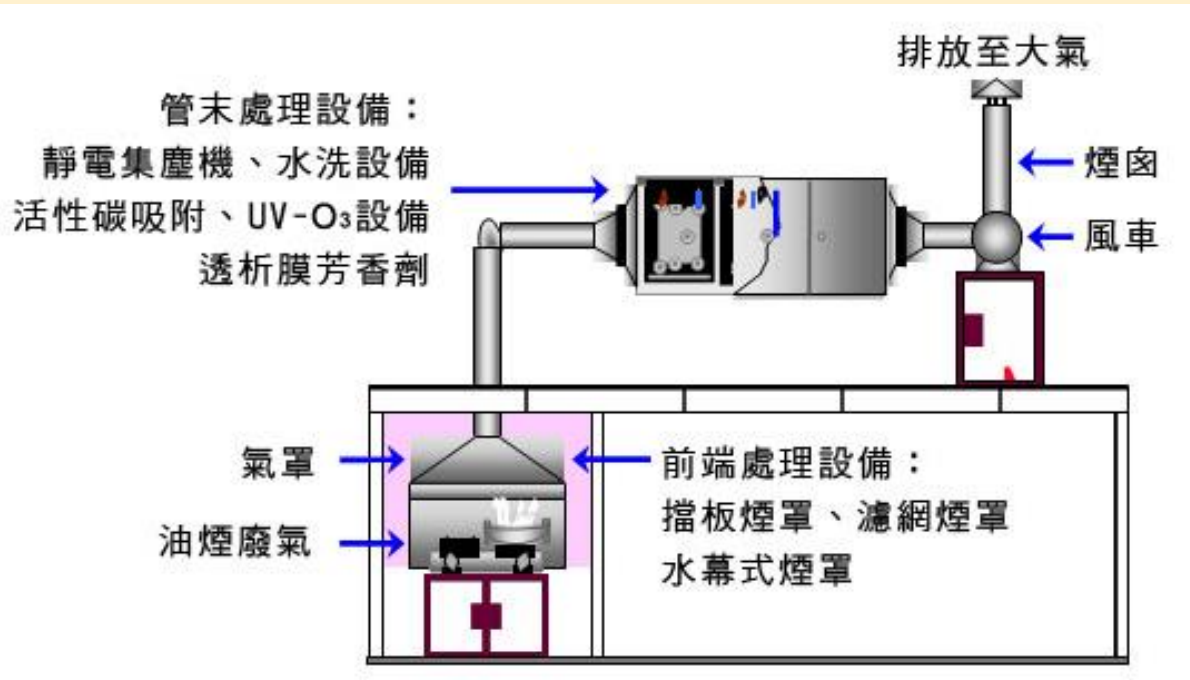 排放至大氣
管末處理設備：
靜電集塵機、水洗設備
活性碳吸附、UV-O₃設備
透析膜芳香劑
煙囪
風車
氣罩
油煙廢氣
前端處理設備：
擋板煙罩、濾網煙罩
水幕式煙罩